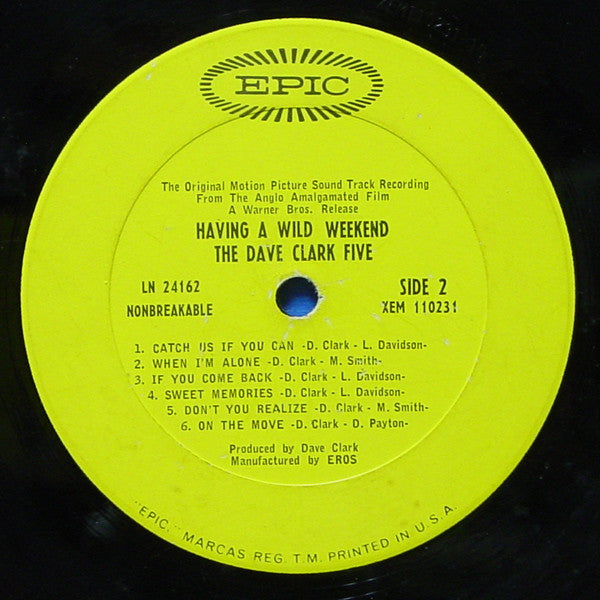 EPIC
The Original Motion Picture Sound Track Recording
From The Anglo Amalgamated Film
A Warner Bros. Release
HAVING A WILD WEEKEND
THE DAVE CLARK FIVE
LN 24162 SIDE 2
NONBREAKABLE XEM 110231
1. CATCH US IF YOU CAN -D. Clark - L. Davidson-
2. WHEN I'M ALONE -D. Clark - M. Smith-
3. IF YOU COME BACK -D. Clark - L. Davidson-
4. SWEET MEMORIES -D. Clark - L. Davidson-
5. DON'T YOU REALIZE -D. Clark - M. Smith-
6. ON THE MOVE -D. Clark - D. Payton-
Produced by Dave Clark
Manufactured by EROS
"EPIC," MARCAS REG. T.M. PRINTED IN U.S.A.